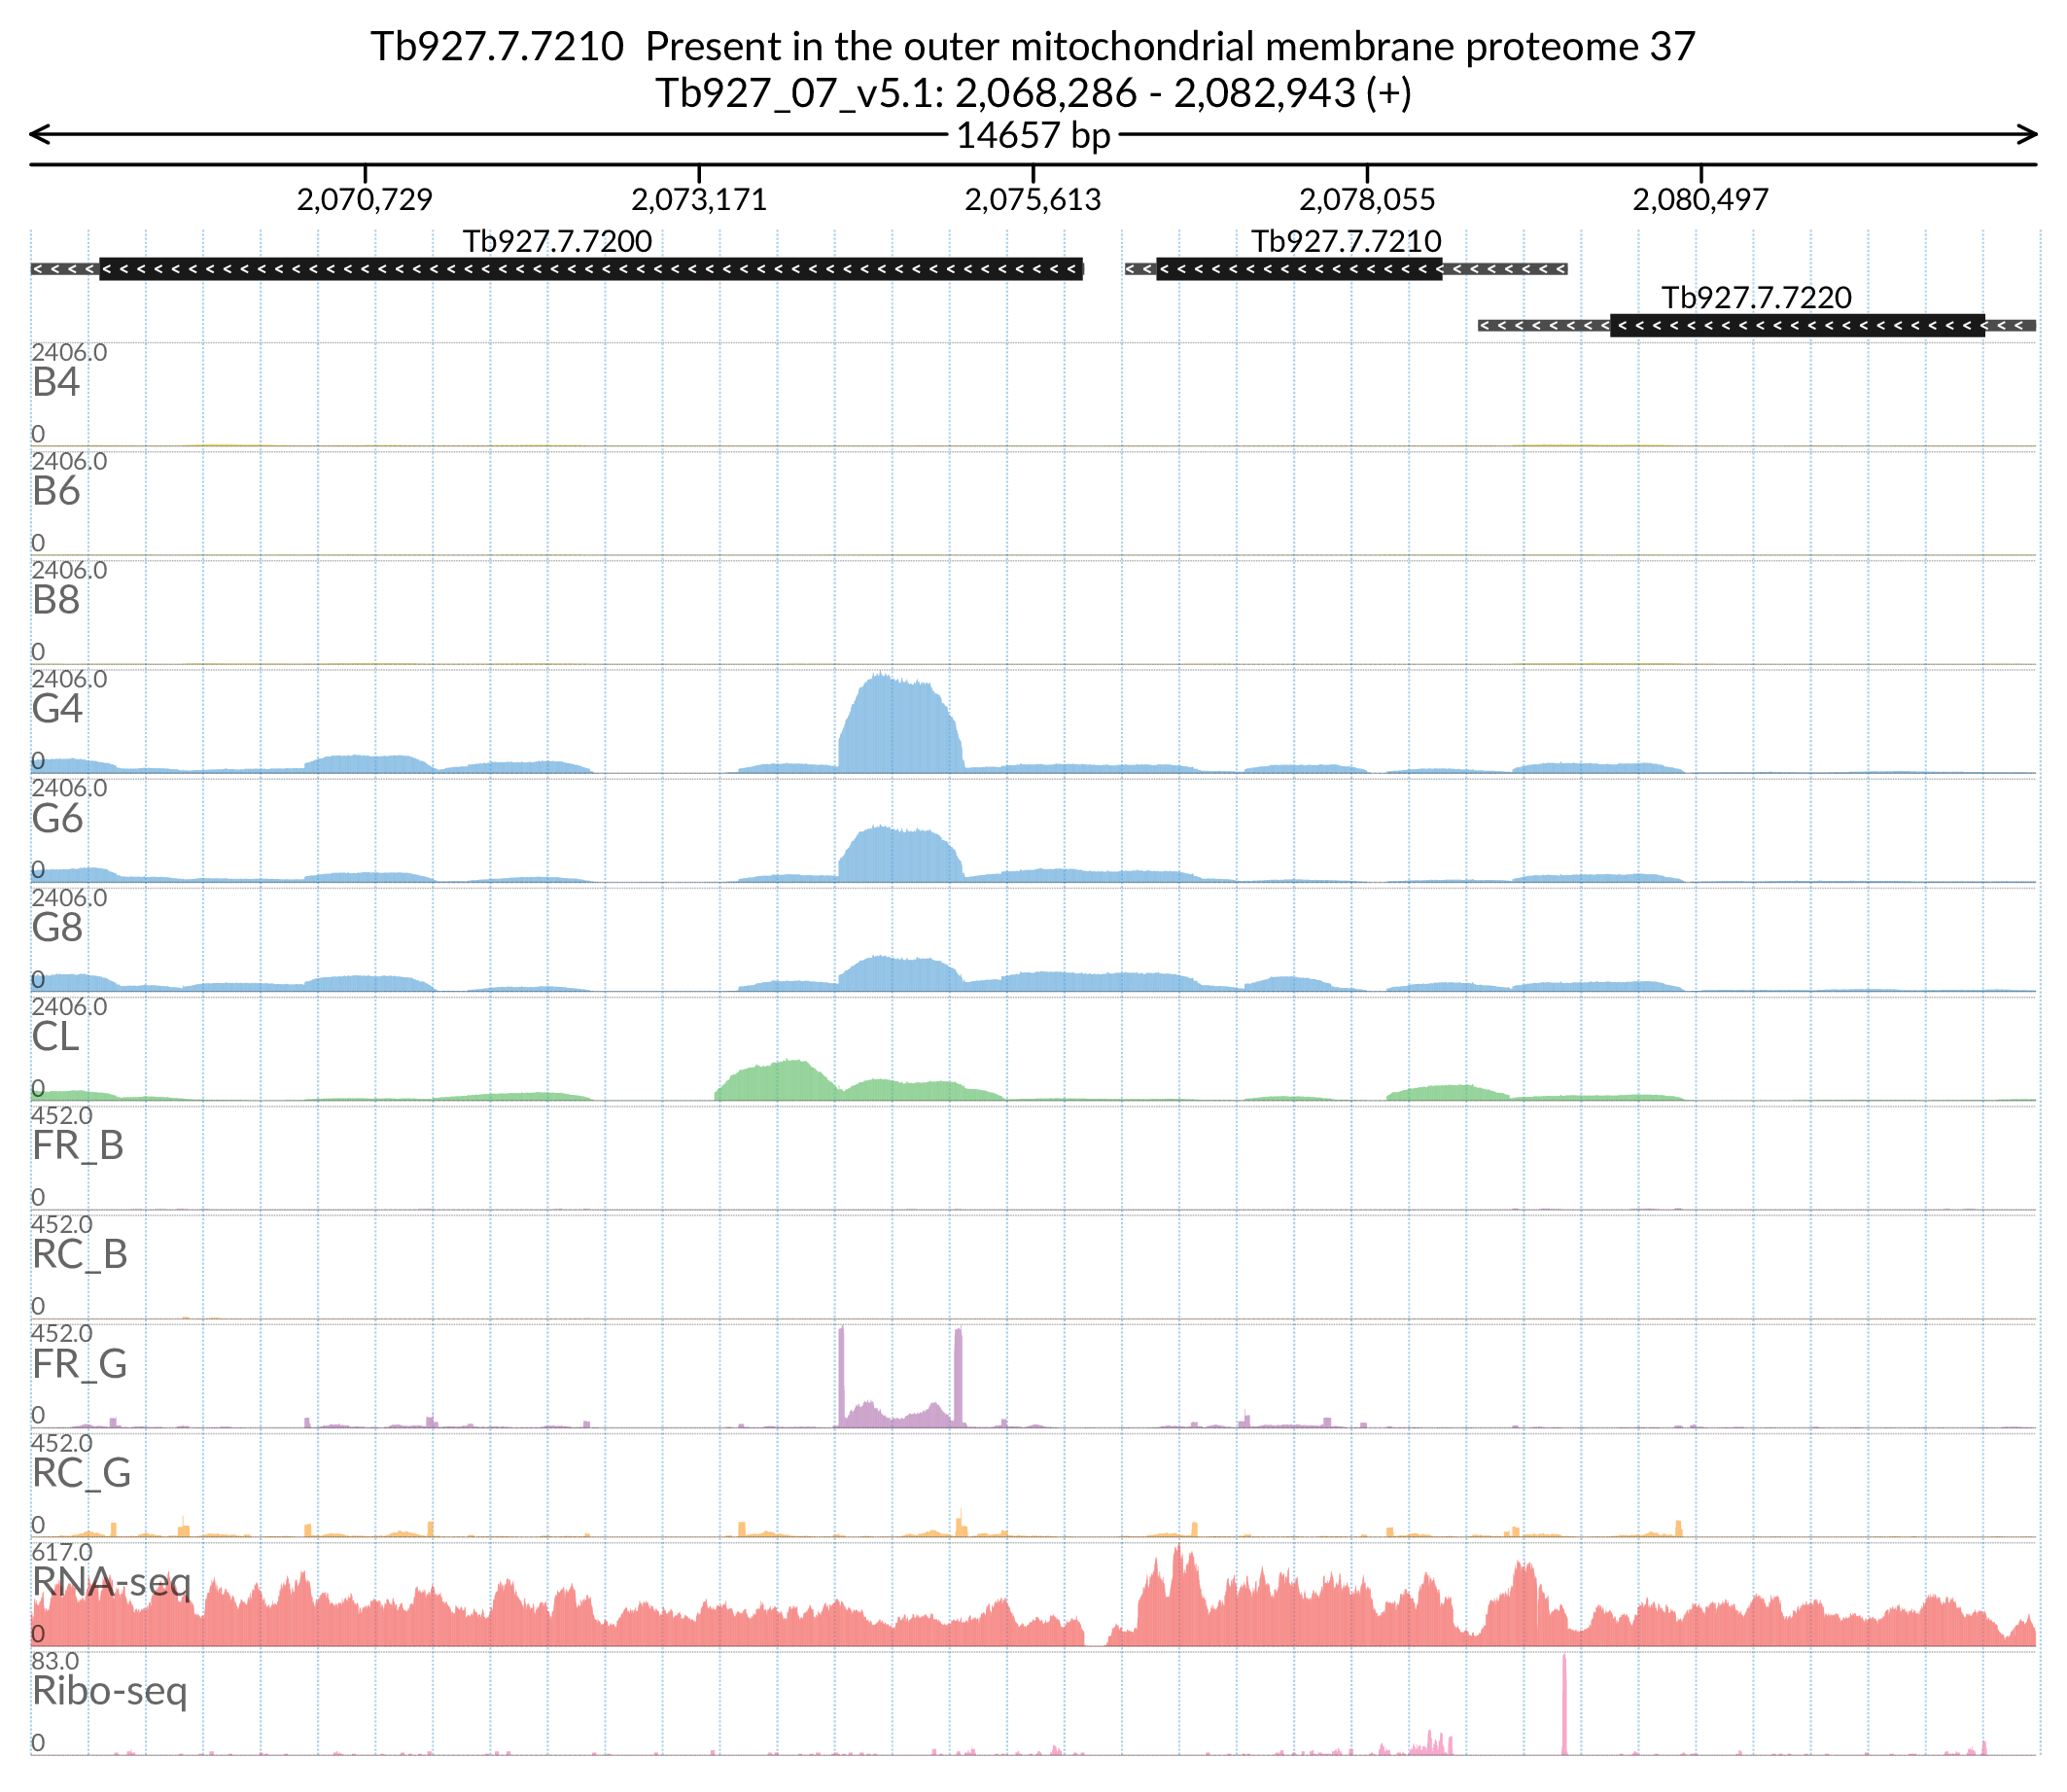 Tb927.7.7210  Present in the outer mitochondrial membrane proteome 37
Tb927_07_v5.1: 2,068,286 - 2,082,943 (+)
14657 bp
2,070,729 2,073,171 2,075,613 2,078,055 2,080,497
Tb927.7.7200 Tb927.7.7210
Tb927.7.7220
2406.0
B4
0
2406.0
B6
0
2406.0
B8
0
2406.0
G4
0
2406.0
G6
0
2406.0
G8
0
2406.0
CL
0
452.0
FR_B
0
452.0
RC_B
0
452.0
FR_G
0
452.0
RC_G
0
617.0
RNA-seq
0
83.0
Ribo-seq
0